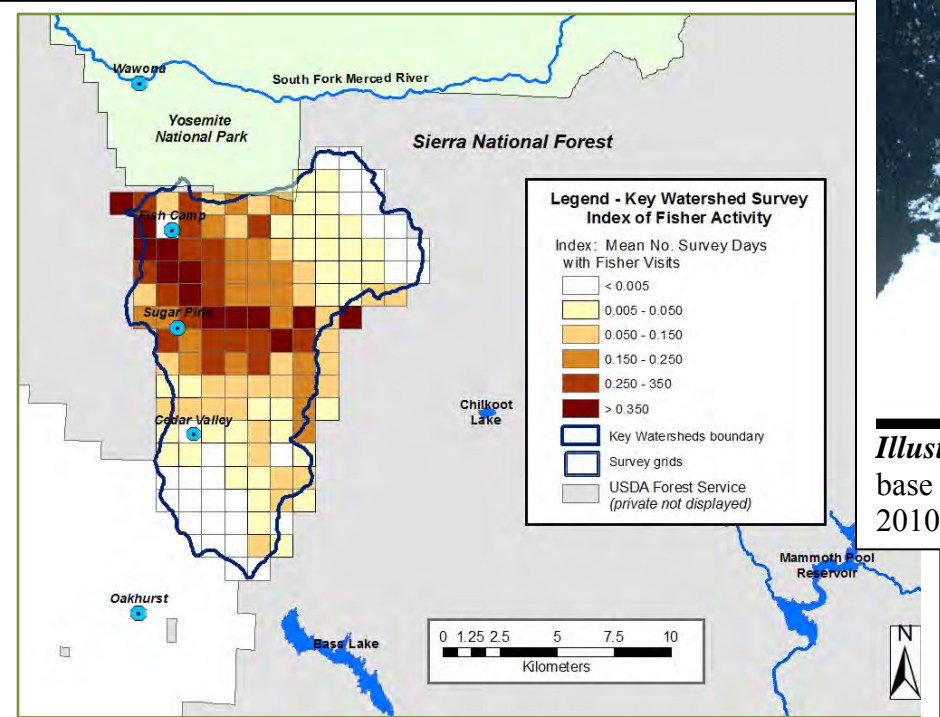 Wawona
South Fork Merced River
Yosemite
National Park
Sierra National Forest
Fish Camp
Sugar Pine
Cedar Valley
Chilkoot
Lake
Oakhurst
Bass Lake
Mammoth Pool
Reservoir
Legend - Key Watershed Survey
Index of Fisher Activity
Index: Mean No. Survey Days
with Fisher Visits
< 0.005
0.005 - 0.050
0.050 - 0.150
0.150 - 0.250
0.250 - 350
> 0.350
Key Watersheds boundary
Survey grids
USDA Forest Service
(private not displayed)
0 1.25 2.5 5 7.5 10
Kilometers
N
Illust
base
2010